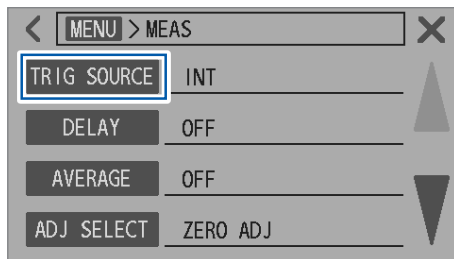 MENU > MEAS
TRIG SOURCE INT
DELAY OFF
AVERAGE OFF
ADJ SELECT ZERO ADJ